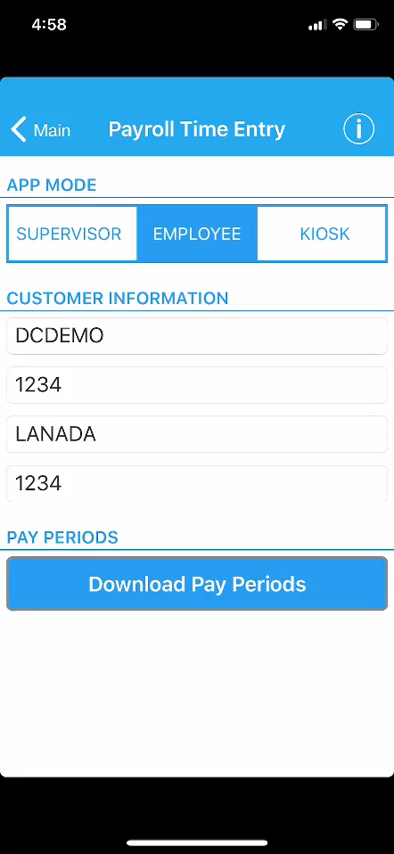 4:58
Main
Payroll Time Entry
APP MODE
SUPERVISOR EMPLOYEE KIOSK
CUSTOMER INFORMATION
DCDEMO
1234
LANADA
1234
PAY PERIODS
Download Pay Periods